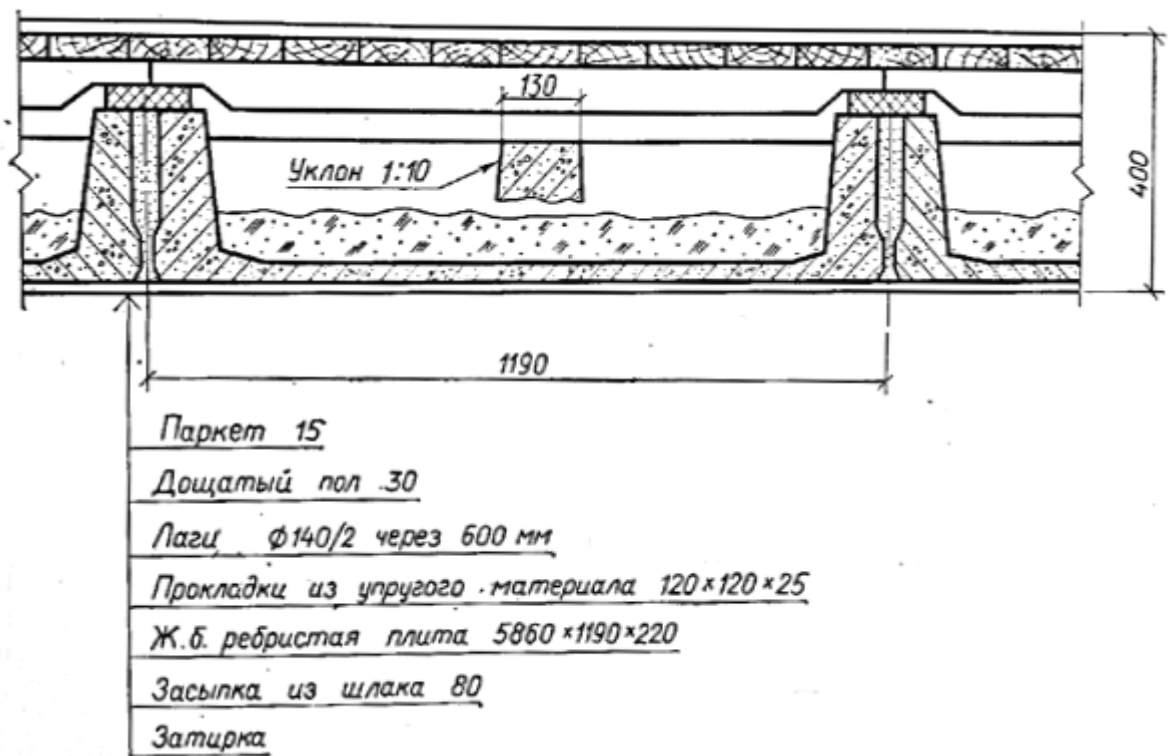 130
Уклон 1:10
400
1190
Паркет 15
Дощатый пол 30
Лаги ϕ140/2 через 600 мм
Прокладки из упругого материала 120×120×25
Ж.б. ребристая плита 5860×1190×220
Засыпка из шлака 80
Затирка